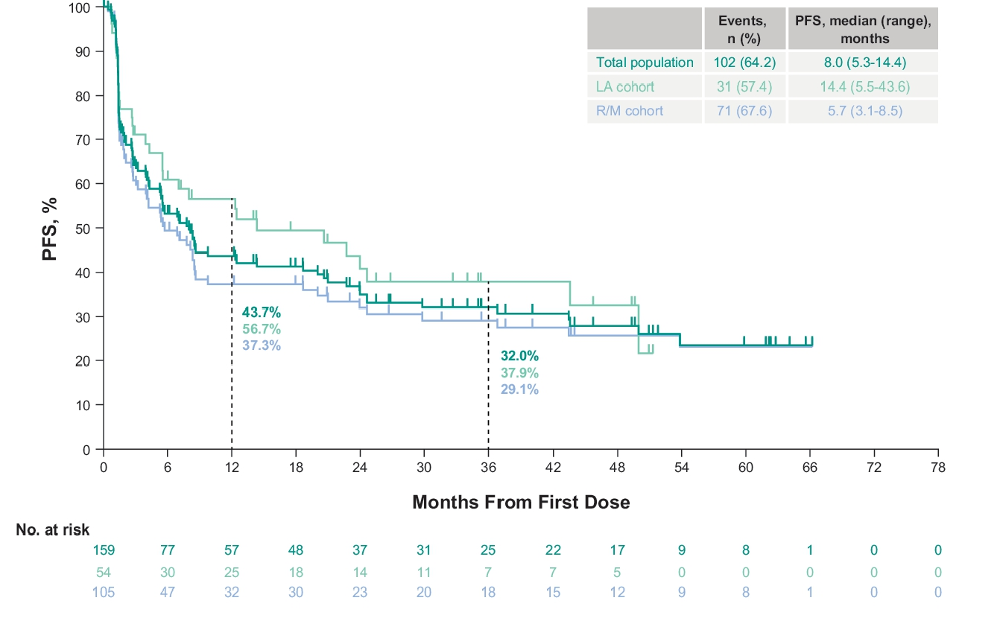 Events,
n (%)
PFS, median (range),
months
Total population 102 (64.2) 8.0 (5.3-14.4)
LA cohort 31 (57.4) 14.4 (5.5-43.6)
R/M cohort 71 (67.6) 5.7 (3.1-8.5)
PFS, %
100
90
80
70
60
50
40
30
20
10
0
43.7%
56.7%
37.3%
32.0%
37.9%
29.1%
0 6 12 18 24 30 36 42 48 54 60 66 72 78
Months From First Dose
No. at risk
159 77 57 48 37 31 25 22 17 9 8 1 0 0
54 30 25 18 14 11 7 7 5 0 0 0 0 0
105 47 32 30 23 20 18 15 12 9 8 1 0 0